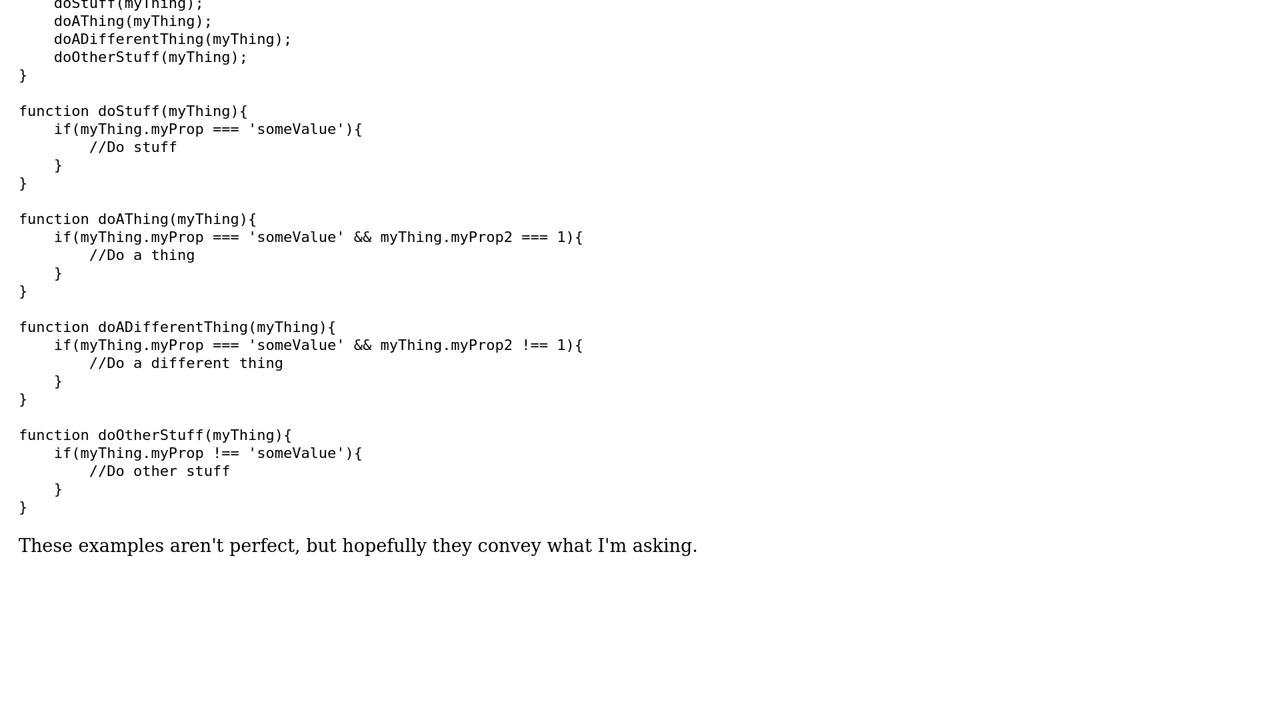 doStuff(myThing);
    doAThing(myThing);
    doADifferentThing(myThing);
    doOtherStuff(myThing);
}

function doStuff(myThing){
    if(myThing.myProp === 'someValue'){
        //Do stuff
    }
}

function doAThing(myThing){
    if(myThing.myProp === 'someValue' && myThing.myProp2 === 1){
        //Do a thing
    }
}

function doADifferentThing(myThing){
    if(myThing.myProp === 'someValue' && myThing.myProp2 !== 1){
        //Do a different thing
    }
}

function doOtherStuff(myThing){
    if(myThing.myProp !== 'someValue'){
        //Do other stuff
    }
}

These examples aren't perfect, but hopefully they convey what I'm asking.